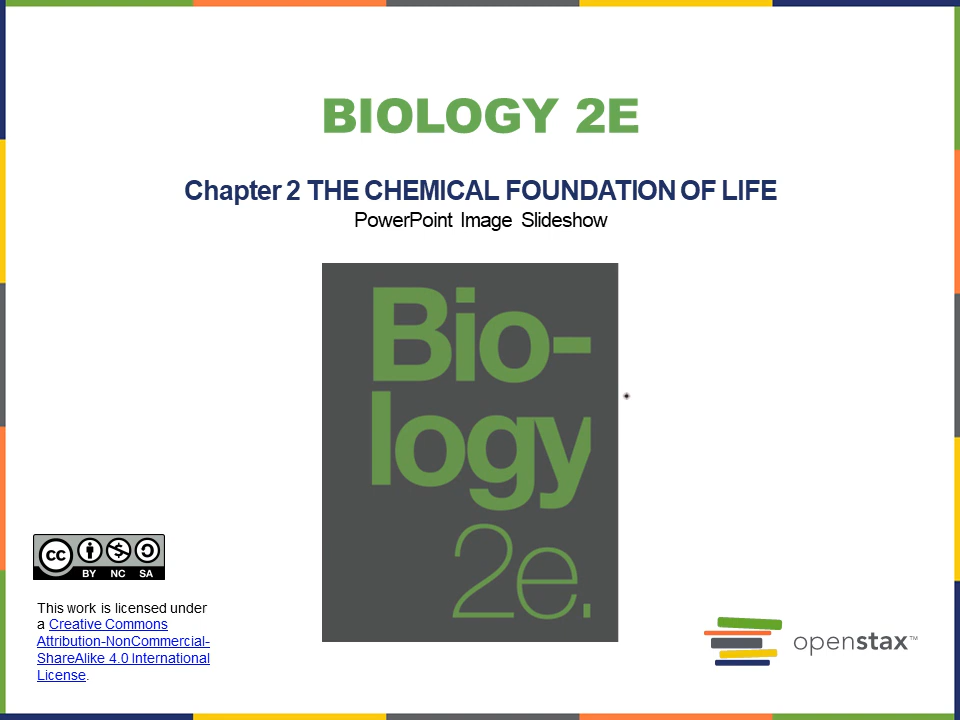 BIOLOGY 2E
Chapter 2 THE CHEMICAL FOUNDATION OF LIFE
PowerPoint Image Slideshow
Bio-
logy
2e.
cc
BY NC SA
This work is licensed under
a Creative Commons
Attribution-NonCommercial-
ShareAlike 4.0 International
License.
openstax™